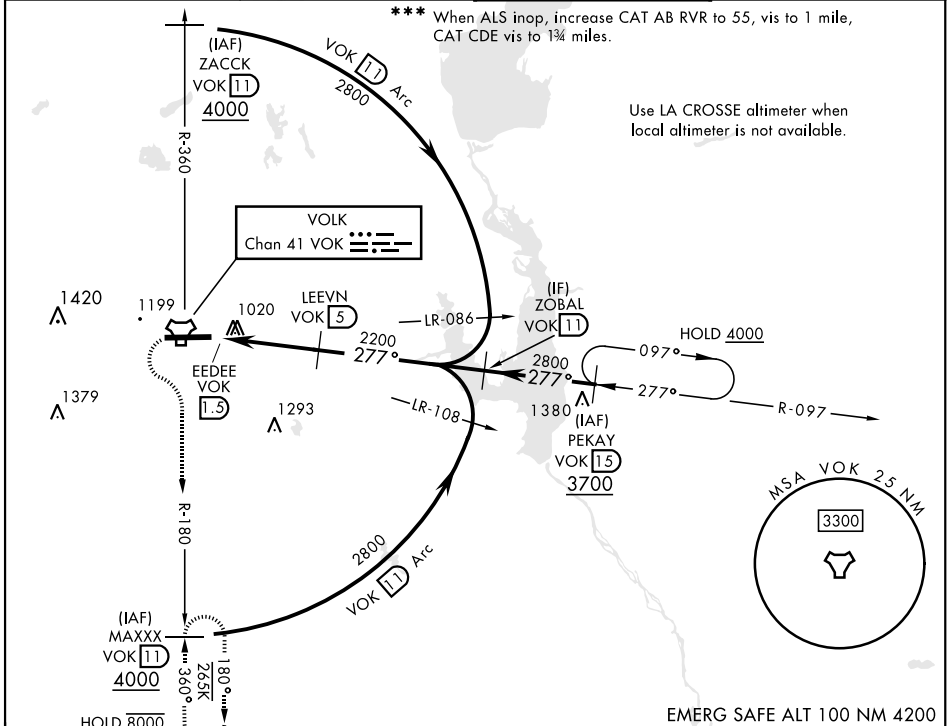 *** When ALS inop, increase CAT AB RVR to 55, vis to 1 mile,
CAT CDE vis to 1¾ miles.
(IAF)
ZACCK
VOK 11
4000
VOK 11 Arc
2800
Use LA CROSSE altimeter when
local altimeter is not available.
R-360
VOLK
Chan 41 VOK
1420
1199
1020
LEEVN
VOK 5
LR-086
(IF)
ZOBAL
VOK 11
HOLD 4000
2200
277°
2800
277°
097°
277°
R-097
EEDEE
VOK
1.5
1379
1293
LR-108
1380
(IAF)
PEKAY
VOK 15
3700
MSA VOK 25 NM
3300
R-180
2800
VOK 11 Arc
(IAF)
MAXXX
VOK 11
4000
360°
265K
180°
HOLD 8000
EMERG SAFE ALT 100 NM 4200